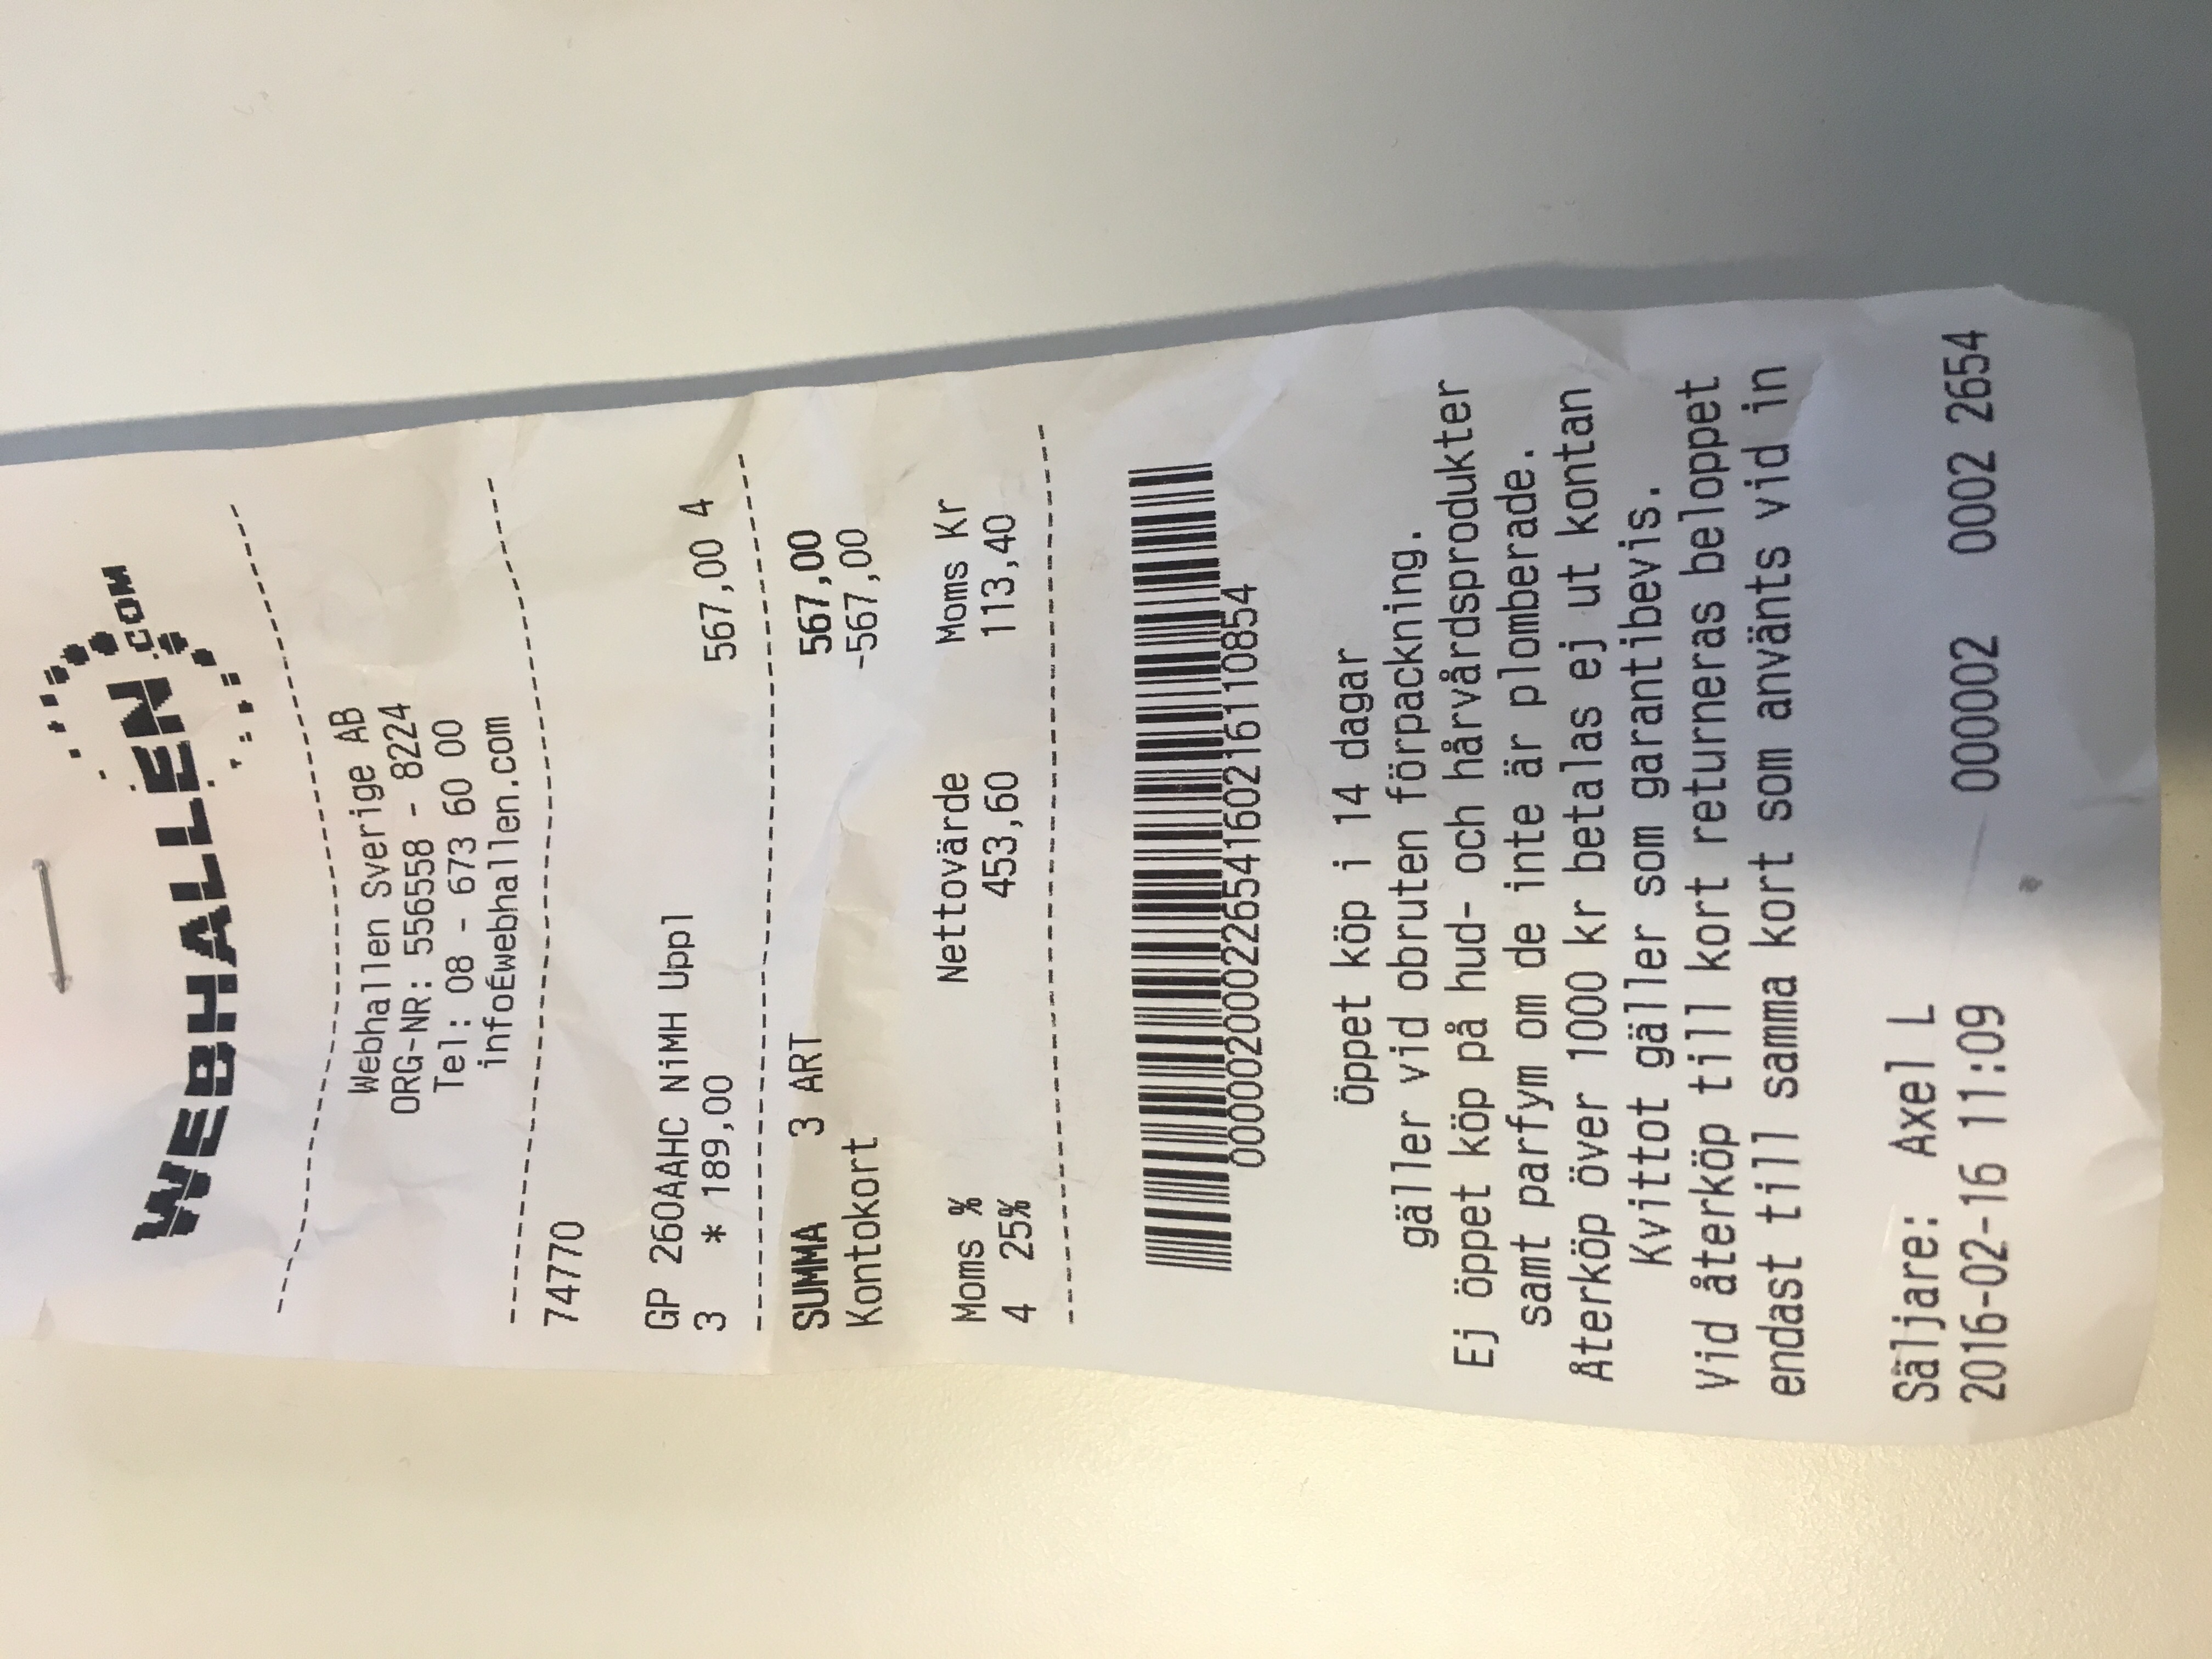 WEBHALLEN.COM
Webhallen Sverige AB
ORG-NR: 556558 - 8224
Tel: 08 - 673 60 00
infoÉwebhallen.com
74770
GP 260AAHC NiMH Uppl
3 * 189,00 567,00 4
SUMMA 3 ART 567,00
Kontokort -567,00
Moms % Nettovärde Moms Kr
4 25% 453,60 113,40
000002000226541602161​10854
Öppet köp i 14 dagar
gäller vid obruten förpackning.
Ej öppet köp på hud- och hårvårdsprodukter
samt parfym om de inte är plomberade.
Återköp över 1000 kr betalas ej ut kontan
Kvittot gäller som garantibevis.
Vid återköp till kort returneras beloppet
endast till samma kort som använts vid in
Säljare: Axel L
2016-02-16 11:09 000002 0002 2654